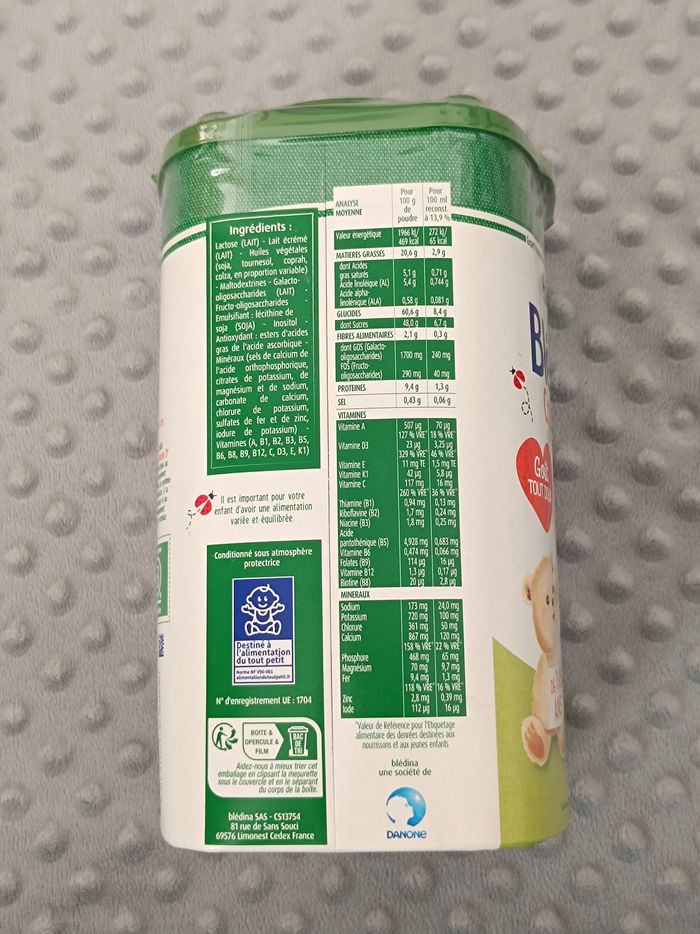 Ingrédients :
Lactose (LAIT) - Lait écrémé
(LAIT) - Huiles végétales
(soja, tournesol, coprah,
colza, en proportion variable)
- Maltodextrines - Galacto-
oligosaccharides (LAIT) -
Fructo-oligosaccharides -
Emulsifiant : lécithine de
soja (SOJA) - Inositol -
Antioxydant : esters d'acides
gras de l'acide ascorbique -
Minéraux (sels de calcium de
l'acide orthophosphorique,
citrates de potassium, de
magnésium et de sodium,
carbonate de calcium,
chlorure de potassium,
sulfates de fer et de zinc,
iodure de potassium) -
Vitamines (A, B1, B2, B3, B5,
B6, B8, B9, B12, C, D3, E, K1)
Il est important pour votre
enfant d'avoir une alimentation
variée et équilibrée.
Conditionné sous atmosphère
protectrice
Destiné à
l'alimentation
du tout petit
Norme NF V90-001
alimentationdutoutpetit.fr
N° d'enregistrement UE : 1704
BOITE &
OPERCULE &
FILM
BAC
DE
TRI
Aidez-nous à mieux trier cet
emballage en clipsant la mesurette
sous le couvercle et en le séparant
du corps de la boîte.
blédina SAS - CS13754
81 rue de Sans Souci
69576 Limonest Cedex France
ANALYSE
MOYENNE
Pour
100 g
de
poudre
Pour
100 ml
reconst.
à 13,9 %
Valeur énergétique 1966 kJ/ 272 kJ/
469 kcal 65 kcal
MATIERES GRASSES 20,6 g 2,9 g
dont Acides
gras saturés 5,1 g 0,71 g
Acide linoléique (AL) 5,4 g 0,744 g
Acide alpha-
linolénique (ALA) 0,58 g 0,081 g
GLUCIDES 60,6 g 8,4 g
dont Sucres 48,0 g 6,7 g
FIBRES ALIMENTAIRES 2,1 g 0,3 g
dont GOS (Galacto-
oligosaccharides) 1700 mg 240 mg
FOS (Fructo-
oligosaccharides) 290 mg 40 mg
PROTEINES 9,4 g 1,3 g
SEL 0,43 g 0,06 g
VITAMINES
Vitamine A 507 µg 70 µg
127 % VRE* 18 % VRE*
Vitamine D3 23 µg 3,25 µg
329 % VRE* 46 % VRE*
Vitamine E 11 mg TE 1,5 mg TE
Vitamine K1 42 µg 5,8 µg
Vitamine C 117 mg 16 mg
260 % VRE* 36 % VRE*
Thiamine (B1) 0,94 mg 0,13 mg
Riboflavine (B2) 1,7 mg 0,24 mg
Niacine (B3) 1,8 mg 0,25 mg
Acide
pantothénique (B5) 4,928 mg 0,683 mg
Vitamine B6 0,474 mg 0,066 mg
Folates (B9) 114 µg 16 µg
Vitamine B12 1,3 µg 0,17 µg
Biotine (B8) 20 µg 2,8 µg
MINERAUX
Sodium 173 mg 24,0 mg
Potassium 720 mg 100 mg
Chlorure 361 mg 50 mg
Calcium 867 mg 120 mg
158 % VRE* 22 % VRE*
Phosphore 468 mg 65 mg
Magnésium 70 mg 9,7 mg
Fer 9,4 mg 1,3 mg
118 % VRE* 16 % VRE*
Zinc 2,8 mg 0,39 mg
Iode 112 µg 16 µg
*Valeur de Référence pour l'Etiquetage
alimentaire des denrées destinées aux
nourrissons et aux jeunes enfants
blédina
une société de
DANONE
Goût
TOUT